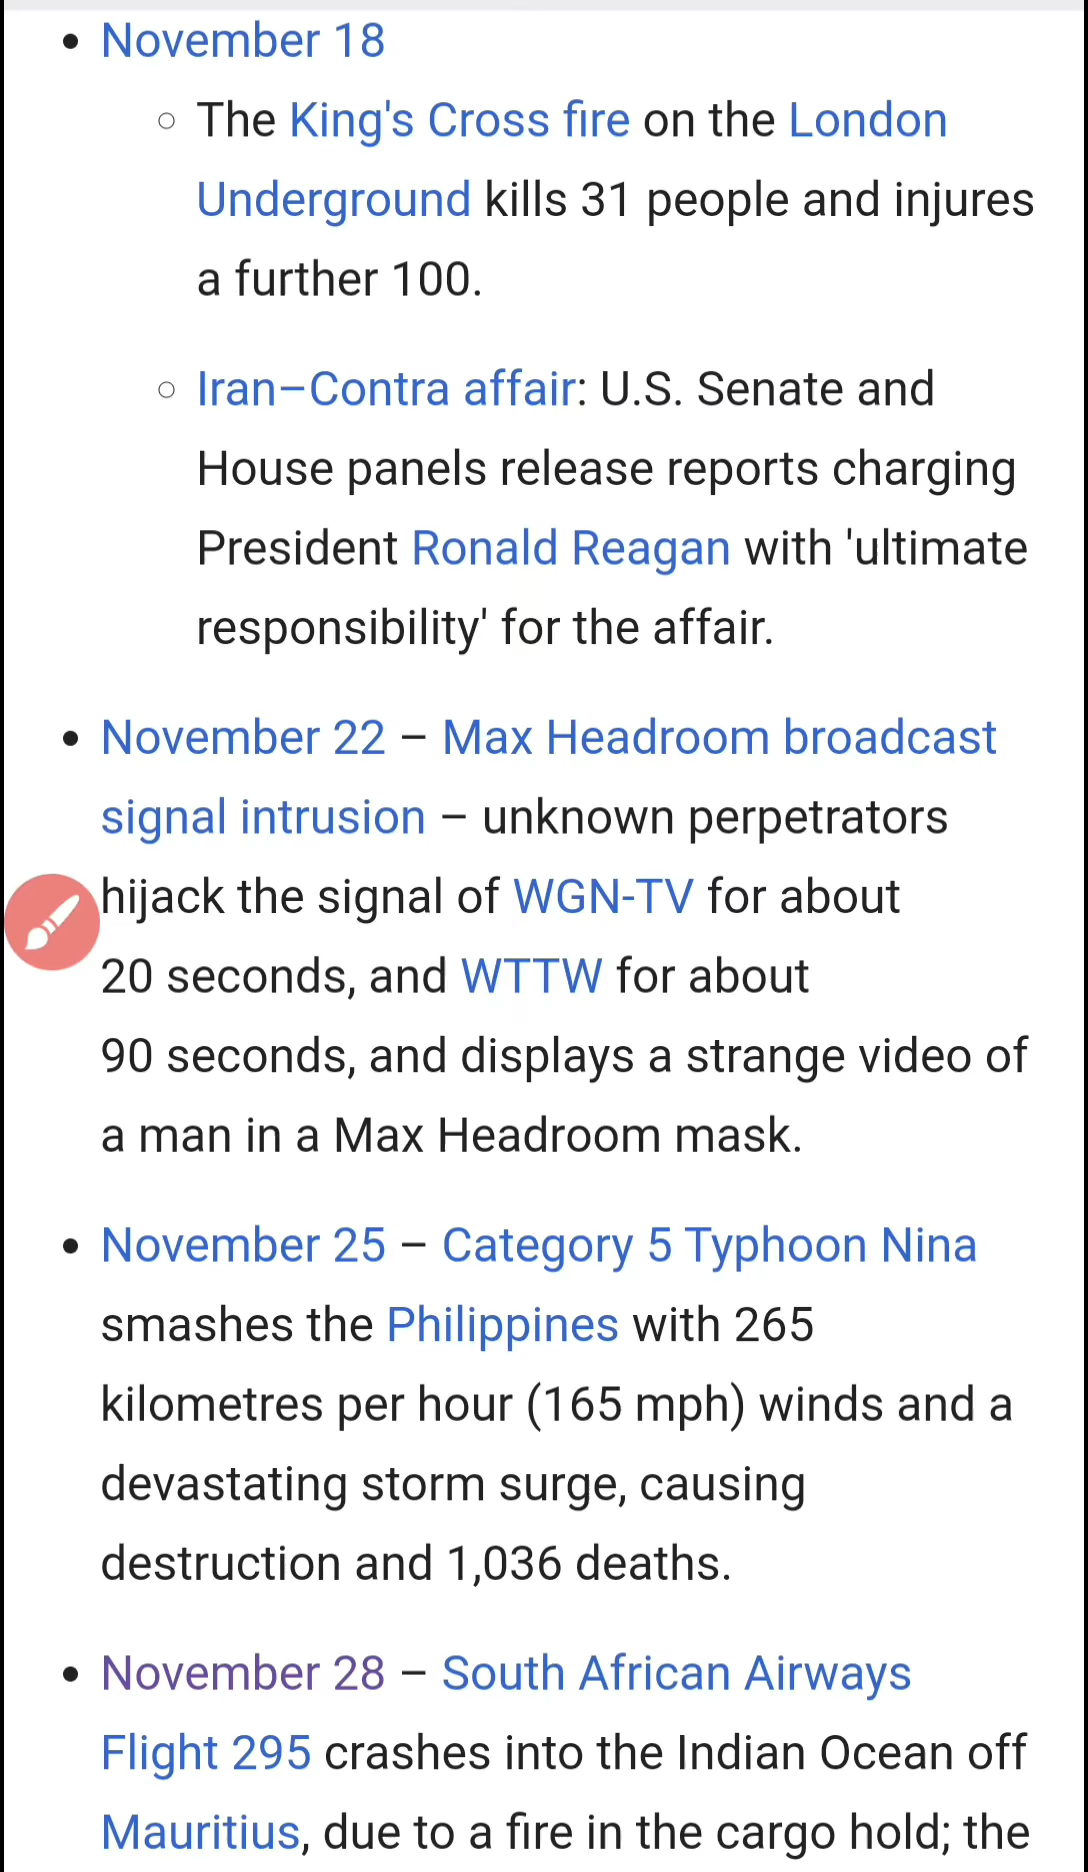 November 18
The King's Cross fire on the London
Underground kills 31 people and injures
a further 100.
Iran–Contra affair: U.S. Senate and
House panels release reports charging
President Ronald Reagan with 'ultimate
responsibility' for the affair.
November 22 – Max Headroom broadcast
signal intrusion – unknown perpetrators
hijack the signal of WGN-TV for about
20 seconds, and WTTW for about
90 seconds, and displays a strange video of
a man in a Max Headroom mask.
November 25 – Category 5 Typhoon Nina
smashes the Philippines with 265
kilometres per hour (165 mph) winds and a
devastating storm surge, causing
destruction and 1,036 deaths.
November 28 – South African Airways
Flight 295 crashes into the Indian Ocean off
Mauritius, due to a fire in the cargo hold; the